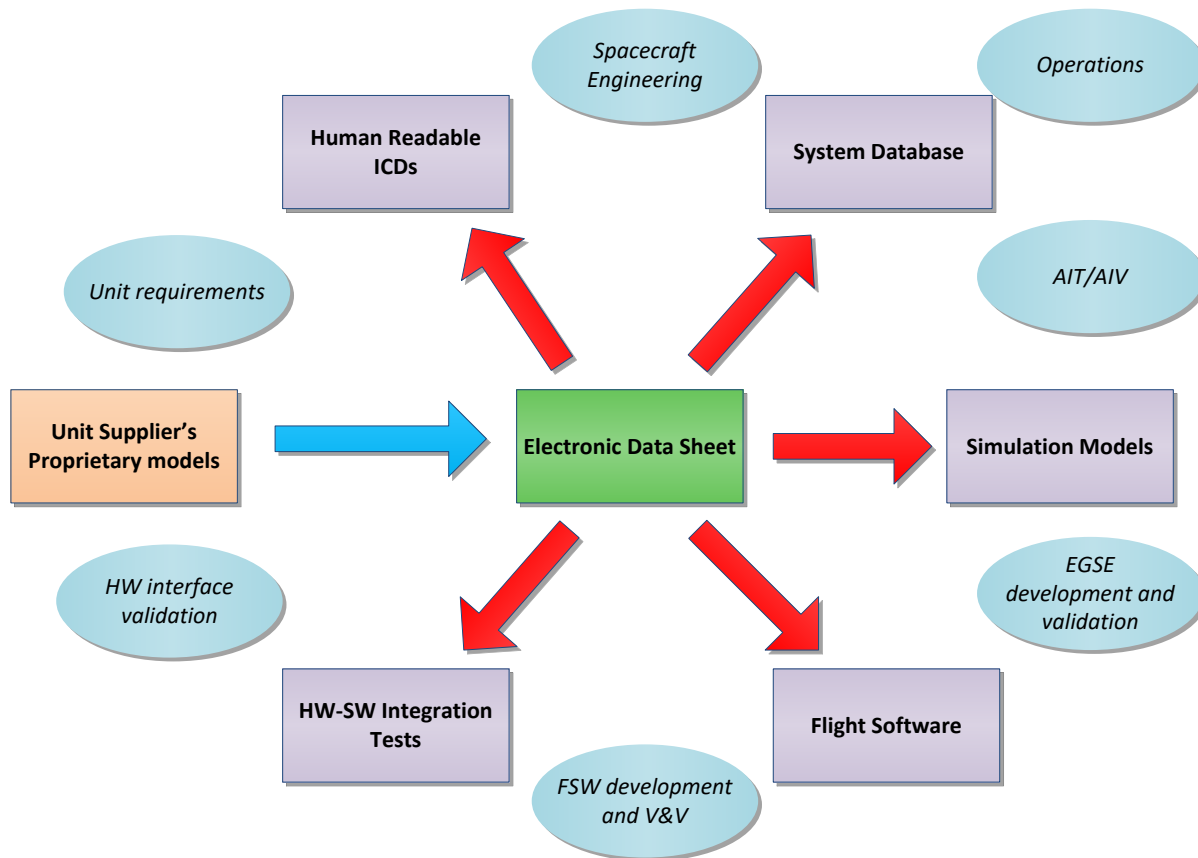 Spacecraft
Engineering
Operations
Human Readable
ICDs
System Database
Unit requirements
AIT/AIV
Unit Supplier’s
Proprietary models
Electronic Data Sheet
Simulation Models
HW interface
validation
EGSE
development and
validation
HW-SW Integration
Tests
Flight Software
FSW development
and V&V